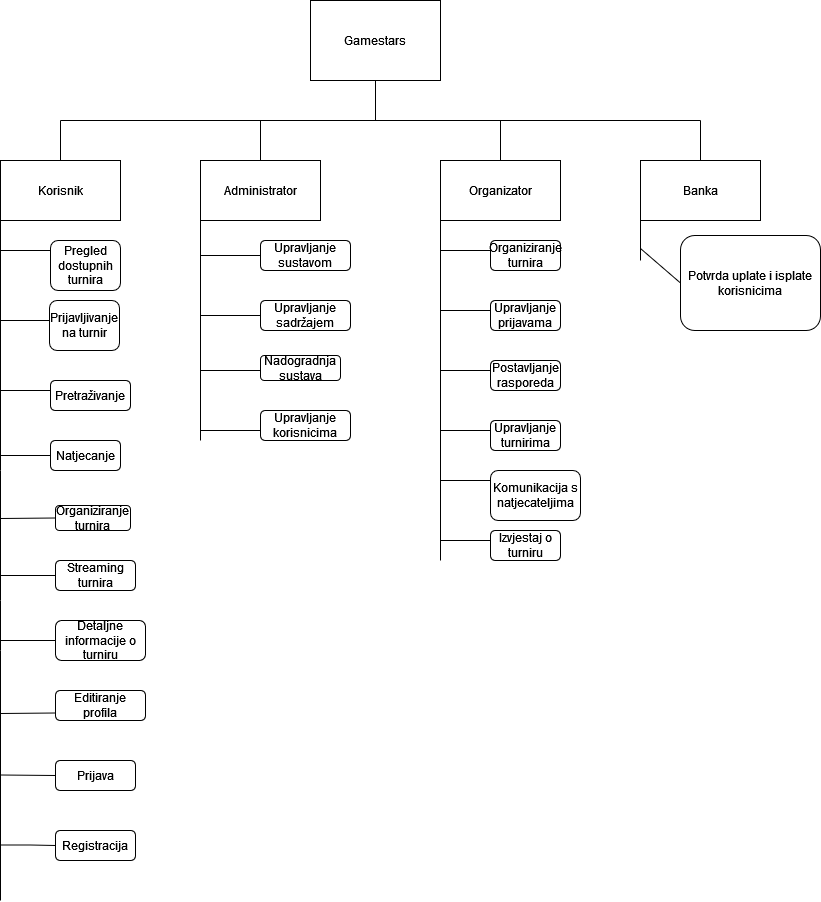 Gamestars
Korisnik
Administrator
Organizator
Banka
Pregled
dostupnih
turnira
Prijavljivanje
na turnir
Pretraživanje
Natjecanje
Organiziranje
turnira
Streaming
turnira
Detaljne
informacije o
turniru
Editiranje
profila
Prijava
Registracija
Upravljanje
sustavom
Upravljanje
sadržajem
Nadogradnja
sustava
Upravljanje
korisnicima
Organiziranje
turnira
Upravljanje
prijavama
Postavljanje
rasporeda
Upravljanje
turnirima
Komunikacija s
natjecateljima
Izvjestaj o
turniru
Potvrda uplate i isplate
korisnicima